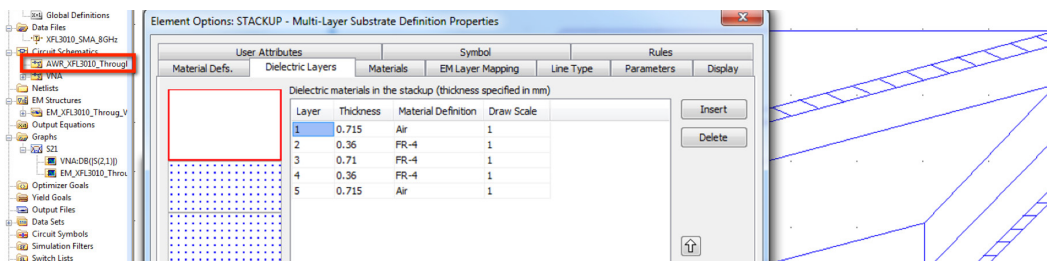 Global Definitions
Data Files
XFL3010_SMA_8GHz
Circuit Schematics
AWR_XFL3010_Througl
VNA
Netlists
EM Structures
EM_XFL3010_Throug_V
Output Equations
Graphs
S21
VNA:DB(|S(2,1)|)
EM_XFL3010_Throu
Optimizer Goals
Yield Goals
Output Files
Data Sets
Circuit Symbols
Simulation Filters
Switch Lists
Element Options: STACKUP - Multi-Layer Substrate Definition Properties
User Attributes Symbol Rules
Material Defs. Dielectric Layers Materials EM Layer Mapping Line Type Parameters Display
Dielectric materials in the stackup (thickness specified in mm)
Layer Thickness Material Definition Draw Scale
1 0.715 Air 1
2 0.36 FR-4 1
3 0.71 FR-4 1
4 0.36 FR-4 1
5 0.715 Air 1
Insert
Delete